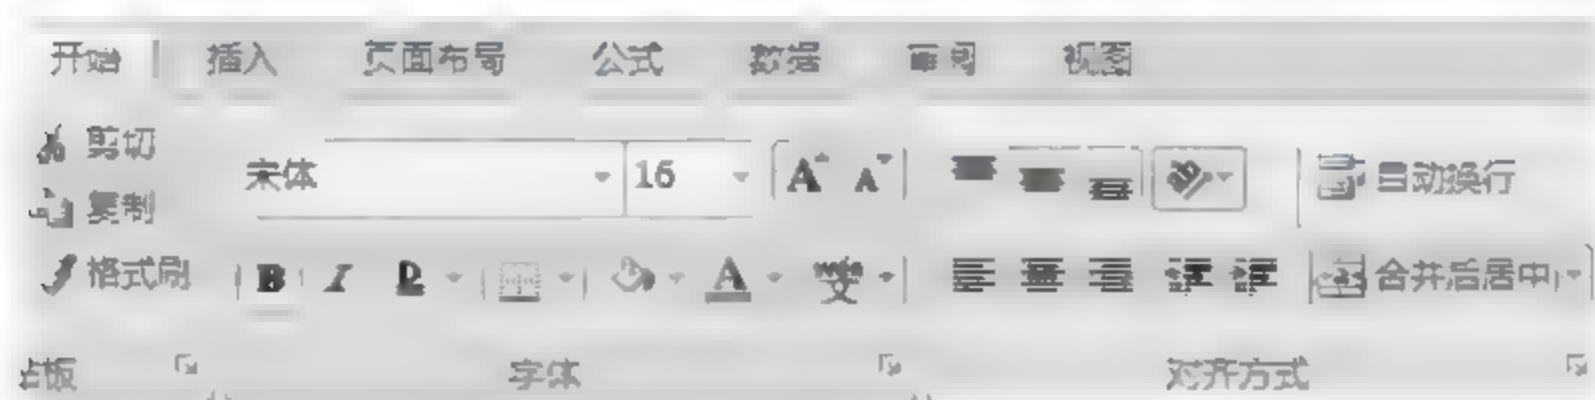 开始 插入 页面布局 公式 数据 审阅 视图
剪切
宋体 16 A A 自动换行
复制
格式刷 B I A wén 文 合并后居中
字体 对齐方式